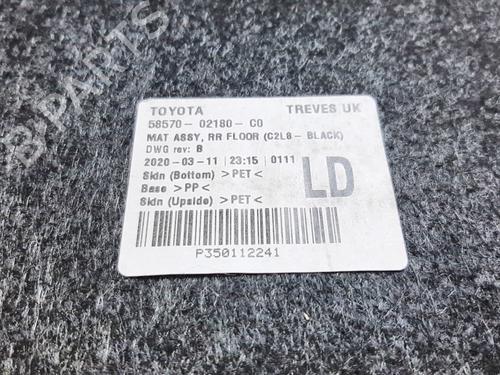 TOYOTA TREVES UK
58570-02180-C0
MAT ASSY, RR FLOOR (C2L8- BLACK)
DWG rev: B
2020-03-11 | 23:15 | 0111
Skin (Bottom) >PET<
Base >PP<
Skin (Upside) >PET<
LD
P350112241